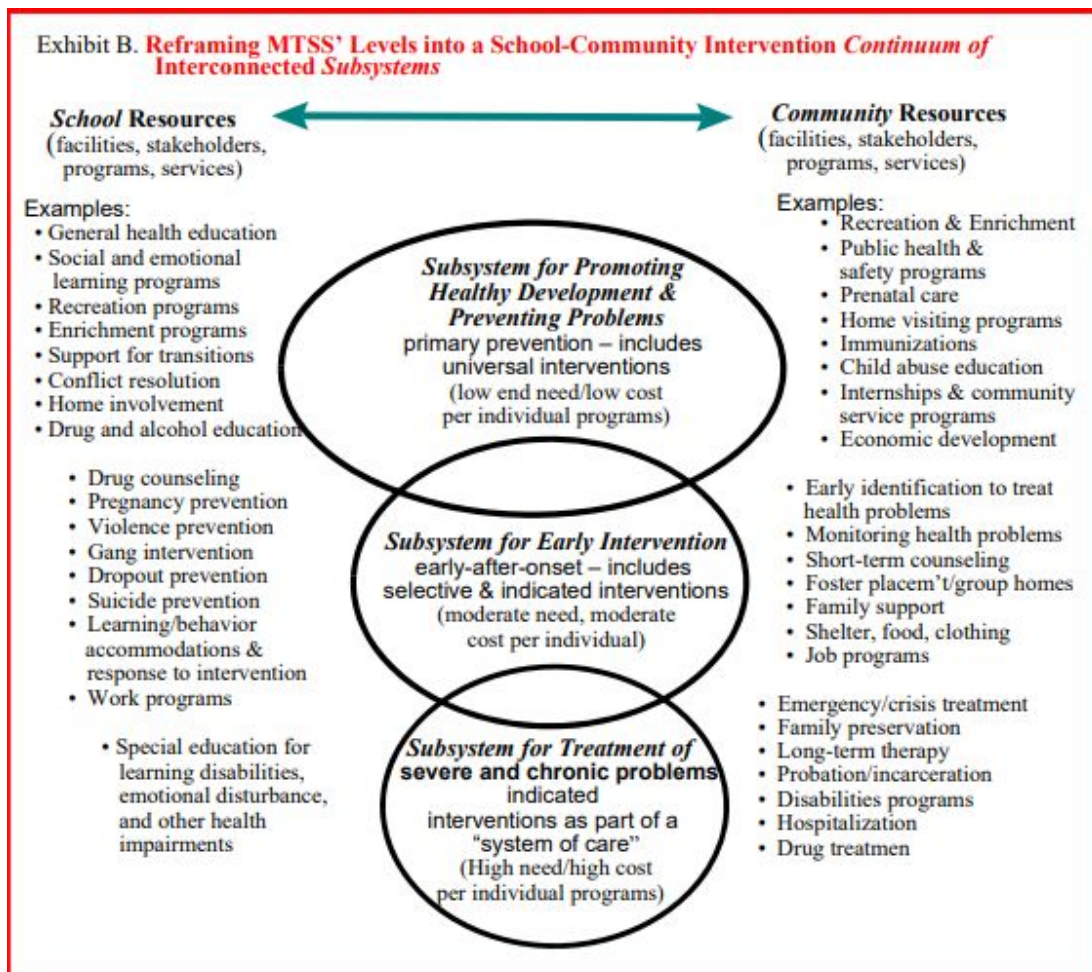 Exhibit B. Reframing MTSS’ Levels into a School-Community Intervention Continuum of
Interconnected Subsystems
School Resources
(facilities, stakeholders,
programs, services)
Examples:
• General health education
• Social and emotional
learning programs
• Recreation programs
• Enrichment programs
• Support for transitions
• Conflict resolution
• Home involvement
• Drug and alcohol education
• Drug counseling
• Pregnancy prevention
• Violence prevention
• Gang intervention
• Dropout prevention
• Suicide prevention
• Learning/behavior
accommodations &
response to intervention
• Work programs
• Special education for
learning disabilities,
emotional disturbance,
and other health
impairments
Subsystem for Promoting
Healthy Development &
Preventing Problems
primary prevention – includes
universal interventions
(low end need/low cost
per individual programs)
Subsystem for Early Intervention
early-after-onset – includes
selective & indicated interventions
(moderate need, moderate
cost per individual)
Subsystem for Treatment of
severe and chronic problems
indicated
interventions as part of a
“system of care”
(High need/high cost
per individual programs)
Community Resources
(facilities, stakeholders,
programs, services)
Examples:
• Recreation & Enrichment
• Public health &
safety programs
• Prenatal care
• Home visiting programs
• Immunizations
• Child abuse education
• Internships & community
service programs
• Economic development
• Early identification to treat
health problems
• Monitoring health problems
• Short-term counseling
• Foster placem’t/group homes
• Family support
• Shelter, food, clothing
• Job programs
• Emergency/crisis treatment
• Family preservation
• Long-term therapy
• Probation/incarceration
• Disabilities programs
• Hospitalization
• Drug treatmen